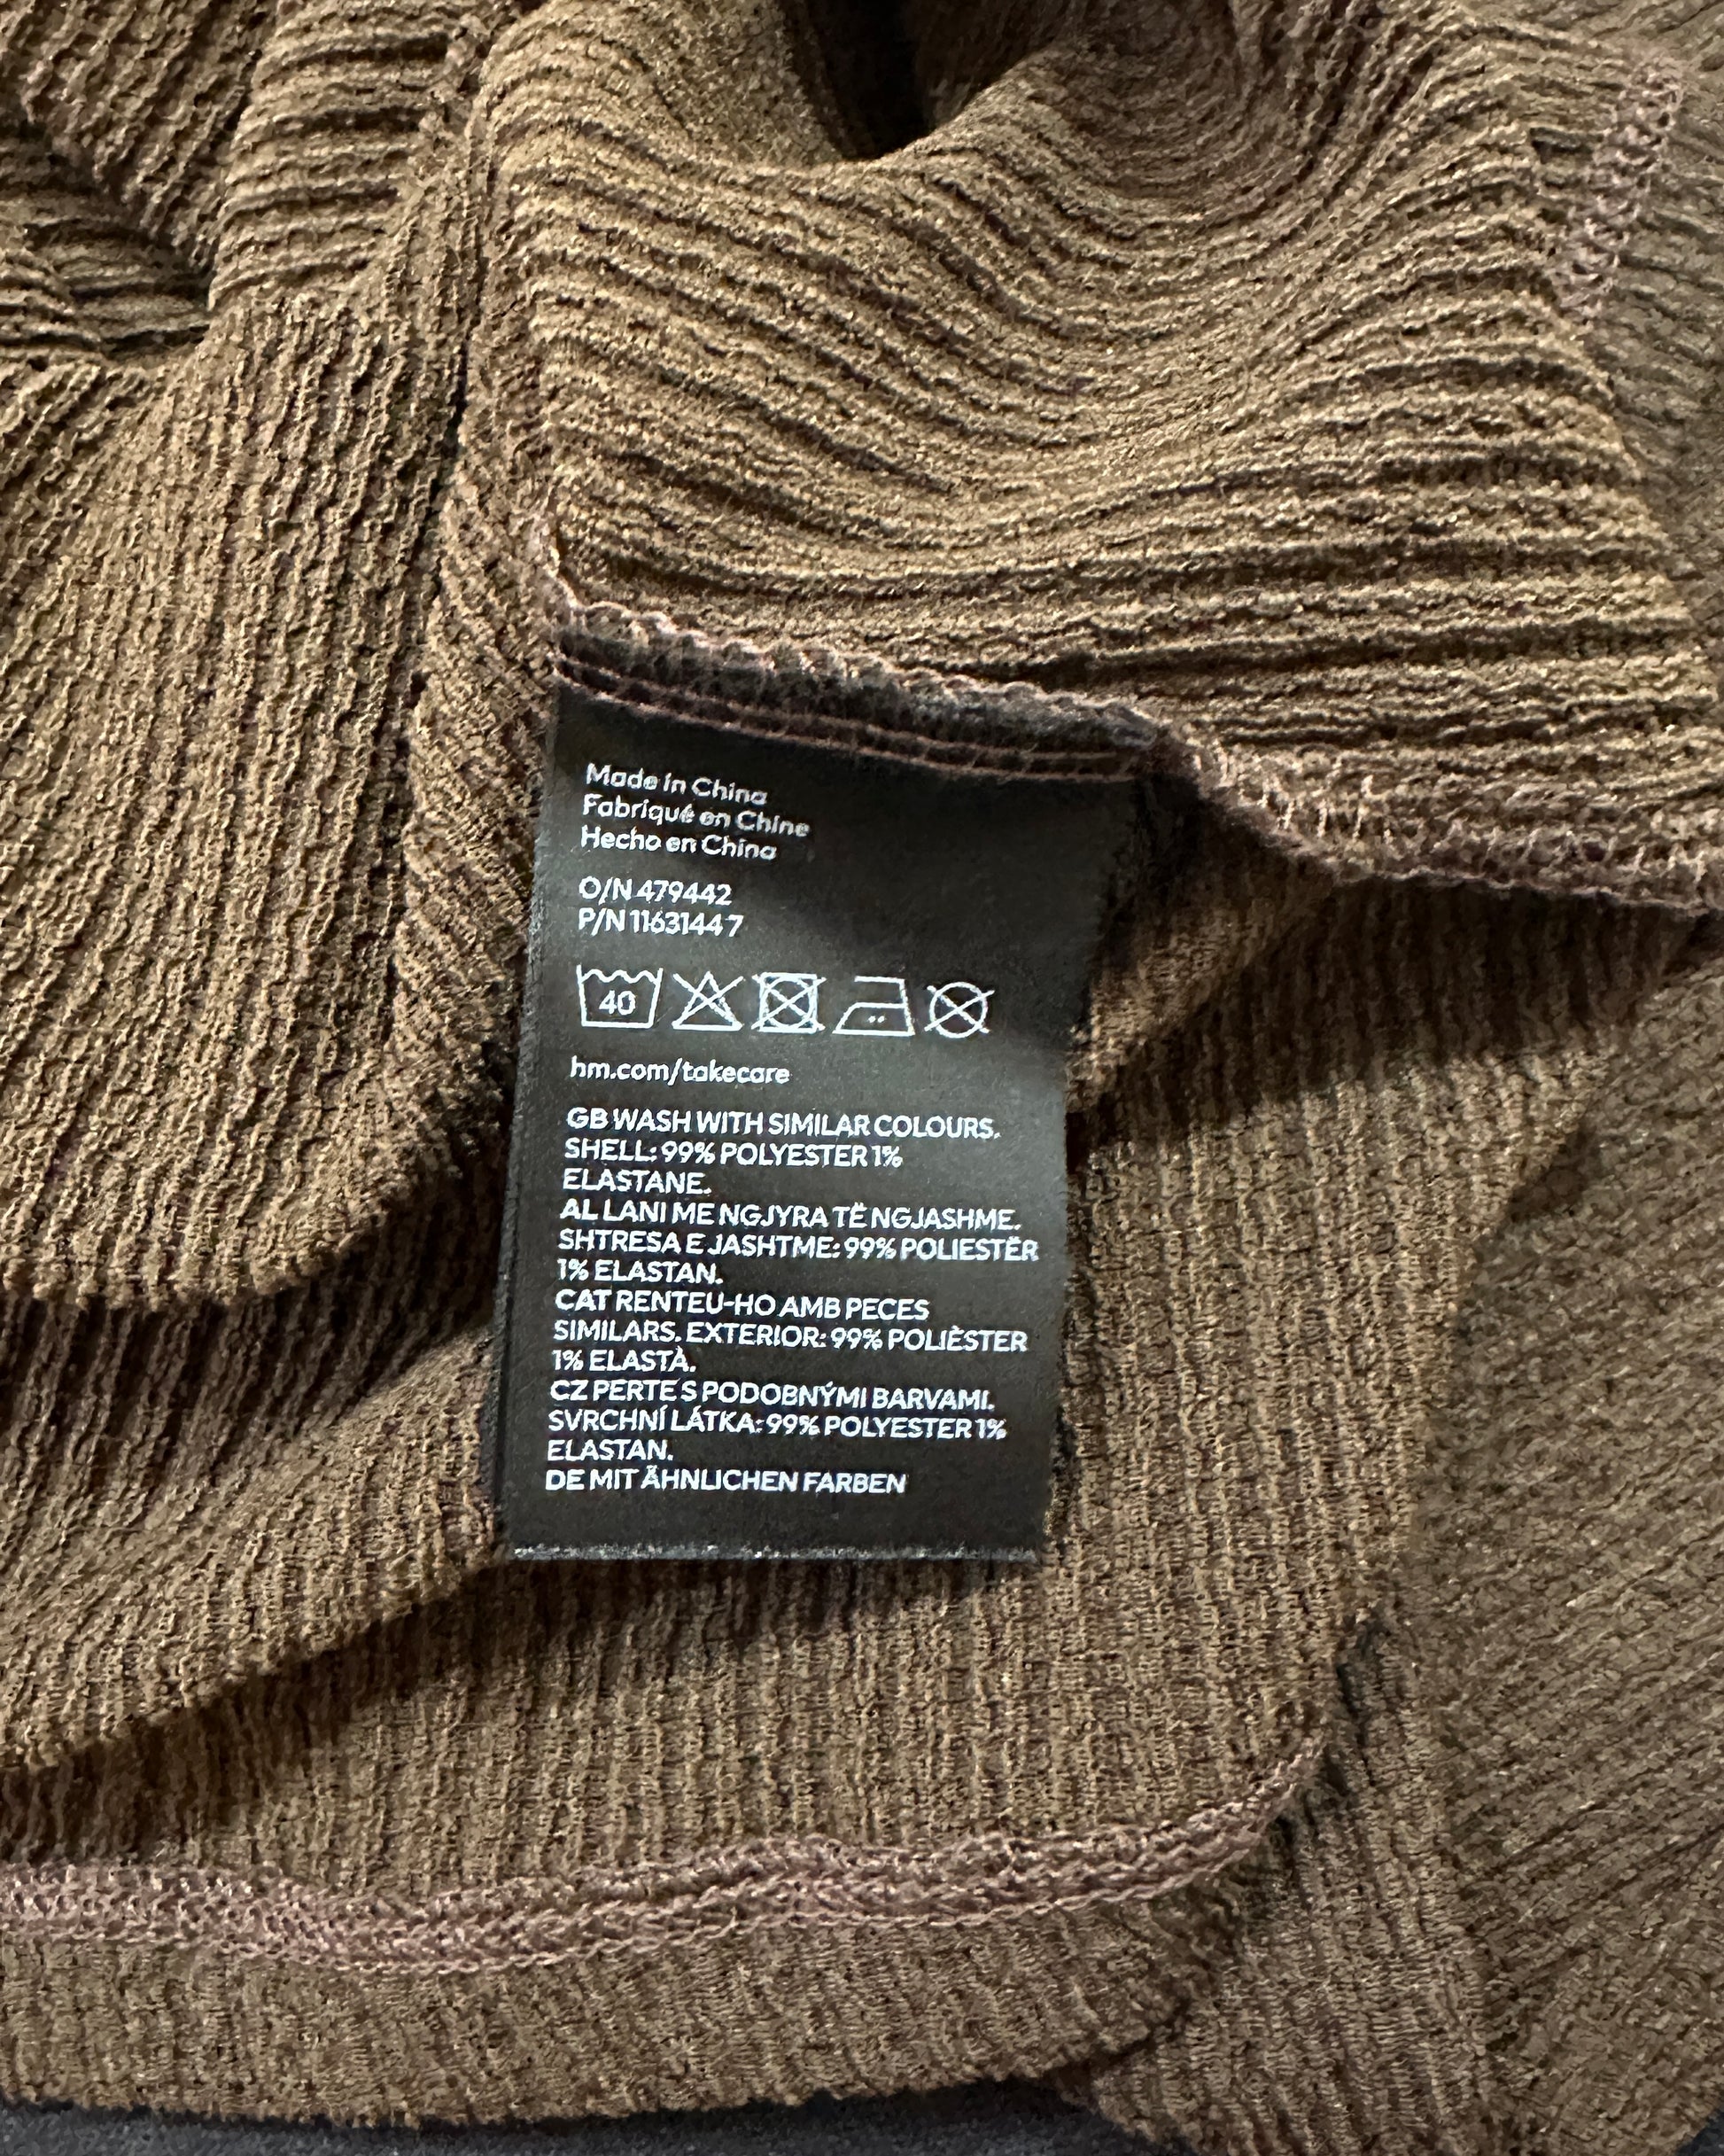 Made in China
Fabriqué en Chine
Hecho en China
O/N 479442
P/N 11631447
40
hm.com/takecare
GB WASH WITH SIMILAR COLOURS.
SHELL: 99% POLYESTER 1%
ELASTANE.
AL LANI ME NGJYRA TË NGJASHME.
SHTRESA E JASHTME: 99% POLIESTËR
1% ELASTAN.
CAT RENTEU-HO AMB PECES
SIMILARS. EXTERIOR: 99% POLIÈSTER
1% ELASTÀ.
CZ PERTE S PODOBNÝMI BARVAMI.
SVRCHNÍ LÁTKA: 99% POLYESTER 1%
ELASTAN.
DE MIT ÄHNLICHEN FARBEN